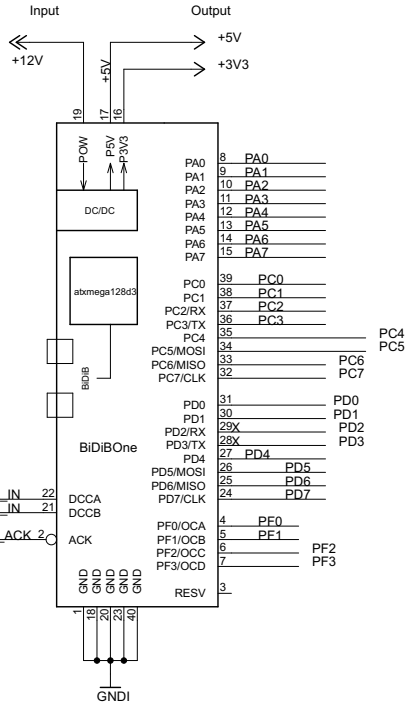 Input Output
+12V +5V +5V
+3V3
19 17 16
POW P5V P3V3
DC/DC
atxmega128d3
BiDiB
BiDiBOne
PA0 8 PA0
PA1 9 PA1
PA2 10 PA2
PA3 11 PA3
PA4 12 PA4
PA5 13 PA5
PA6 14 PA6
PA7 15 PA7
PC0 39 PC0
PC1 38 PC1
PC2/RX 37 PC2
PC3/TX 36 PC3
PC4 35 PC4
PC5/MOSI 34 PC5
PC6/MISO 33 PC6
PC7/CLK 32 PC7
PD0 31 PD0
PD1 30 PD1
PD2/RX 29X PD2
PD3/TX 28X PD3
PD4 27 PD4
PD5/MOSI 26 PD5
PD6/MISO 25 PD6
PD7/CLK 24 PD7
IN 22 DCCA
IN 21 DCCB
ACK 2 ACK
PF0/OCA 4 PF0
PF1/OCB 5 PF1
PF2/OCC 6 PF2
PF3/OCD 7 PF3
RESV 3
GND GND GND GND GND
1 18 20 23 40
GNDI